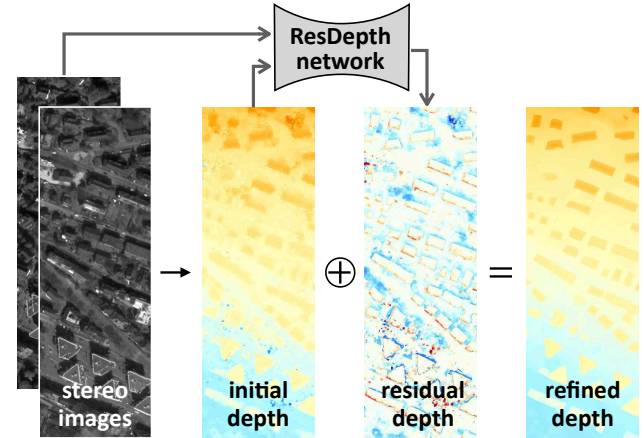 ResDepth
network
stereo
images
initial
depth
residual
depth
refined
depth